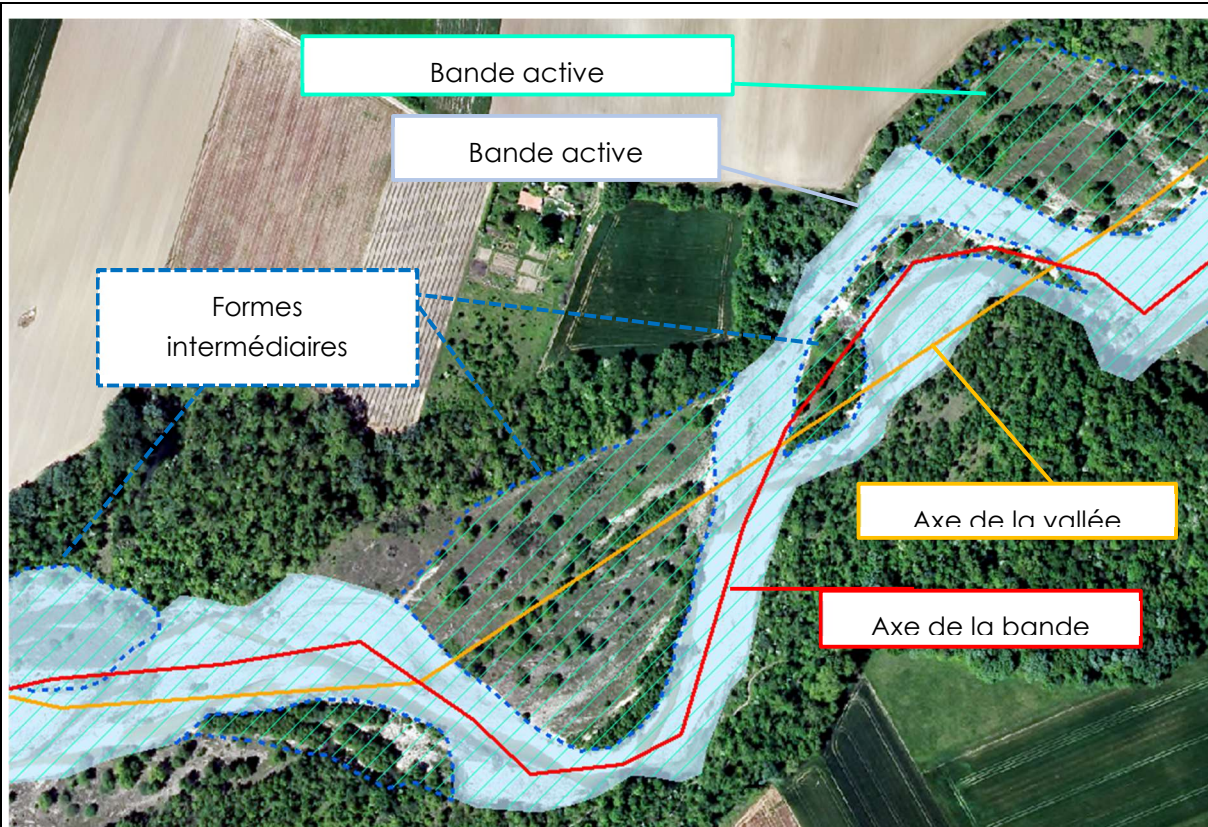 Bande active
Bande active
Formes
intermédiaires
Axe de la vallée
Axe de la bande